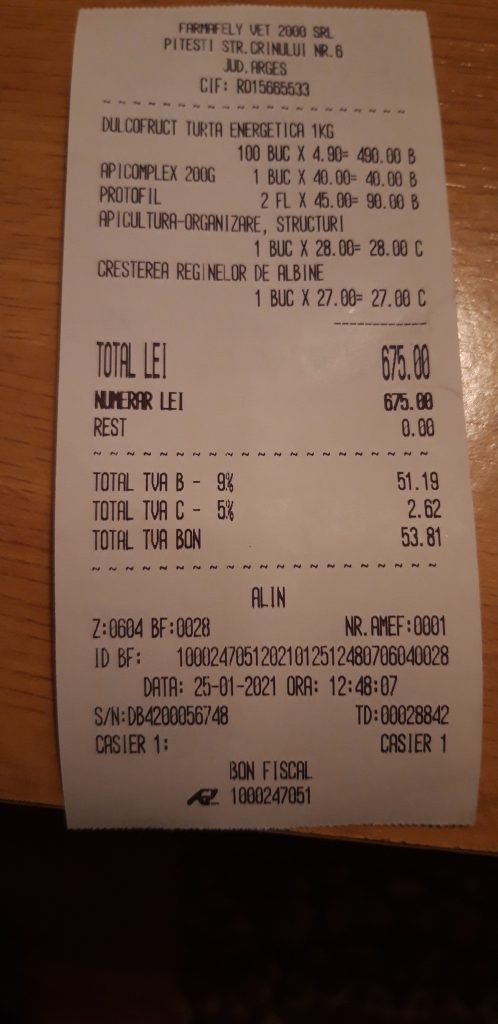 FARMAFELY VET 2000 SRL
PITESTI STR.CRINULUI NR.6
JUD.ARGES
CIF: RO15665533
~ ~ ~ ~ ~ ~ ~ ~ ~ ~ ~ ~ ~ ~ ~ ~ ~ ~ ~ ~
DULCOFRUCT TURTA ENERGETICA 1KG
100 BUC X 4.90= 490.00 B
APICOMPLEX 200G 1 BUC X 40.00= 40.00 B
PROTOFIL 2 FL X 45.00= 90.00 B
APICULTURA-ORGANIZARE, STRUCTURI
1 BUC X 28.00= 28.00 C
CRESTEREA REGINELOR DE ALBINE
1 BUC X 27.00= 27.00 C
------------
TOTAL LEI 675.00
NUMERAR LEI 675.00
REST 0.00
~ ~ ~ ~ ~ ~ ~ ~ ~ ~ ~ ~ ~ ~ ~ ~ ~ ~ ~ ~
TOTAL TVA B - 9% 51.19
TOTAL TVA C - 5% 2.62
TOTAL TVA BON 53.81
~ ~ ~ ~ ~ ~ ~ ~ ~ ~ ~ ~ ~ ~ ~ ~ ~ ~ ~ ~
ALIN
Z:0604 BF:0028 NR.AMEF:0001
ID BF: 10002470512021012512480706040028
DATA: 25-01-2021 ORA: 12:48:07
S/N:DB4200056748 TD:00028842
CASIER 1: CASIER 1
BON FISCAL
1000247051